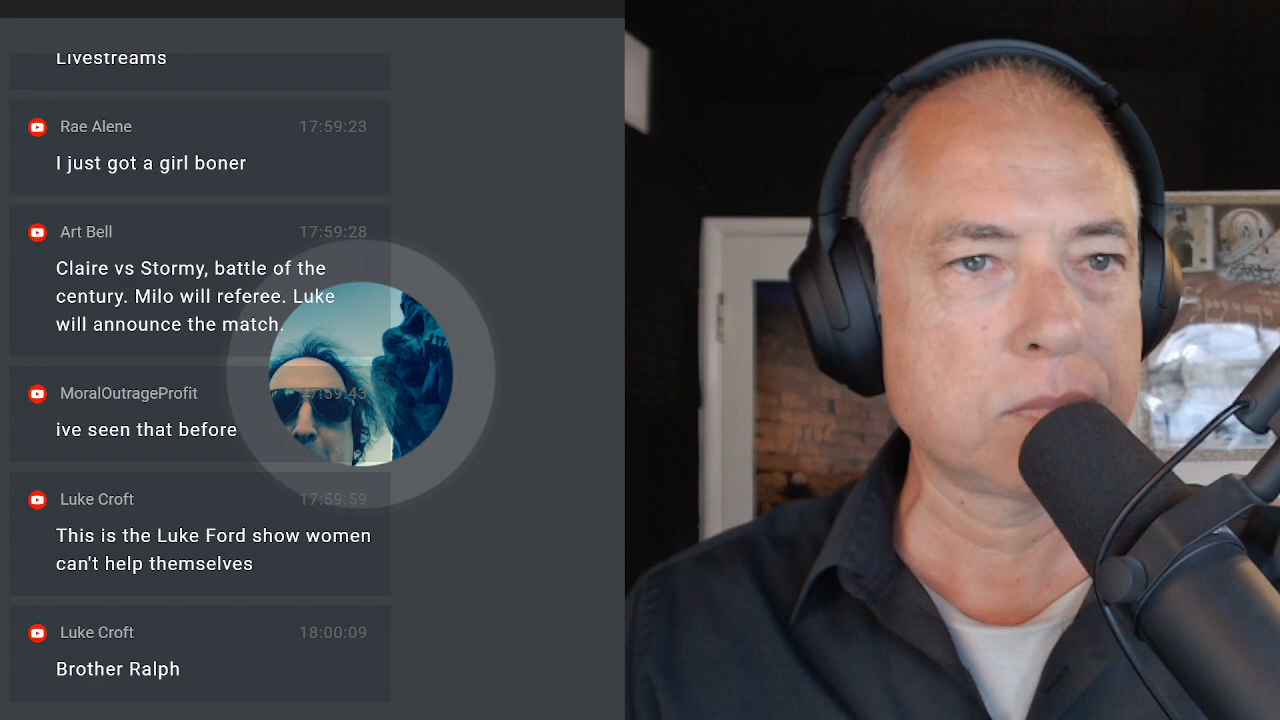 Livestreams
Rae Alene 17:59:23
I just got a girl boner
Art Bell 17:59:28
Claire vs Stormy, battle of the
century. Milo will referee. Luke
will announce the match.
MoralOutrageProfit 17:59:43
ive seen that before
Luke Croft 17:59:59
This is the Luke Ford show women
can't help themselves
Luke Croft 18:00:09
Brother Ralph